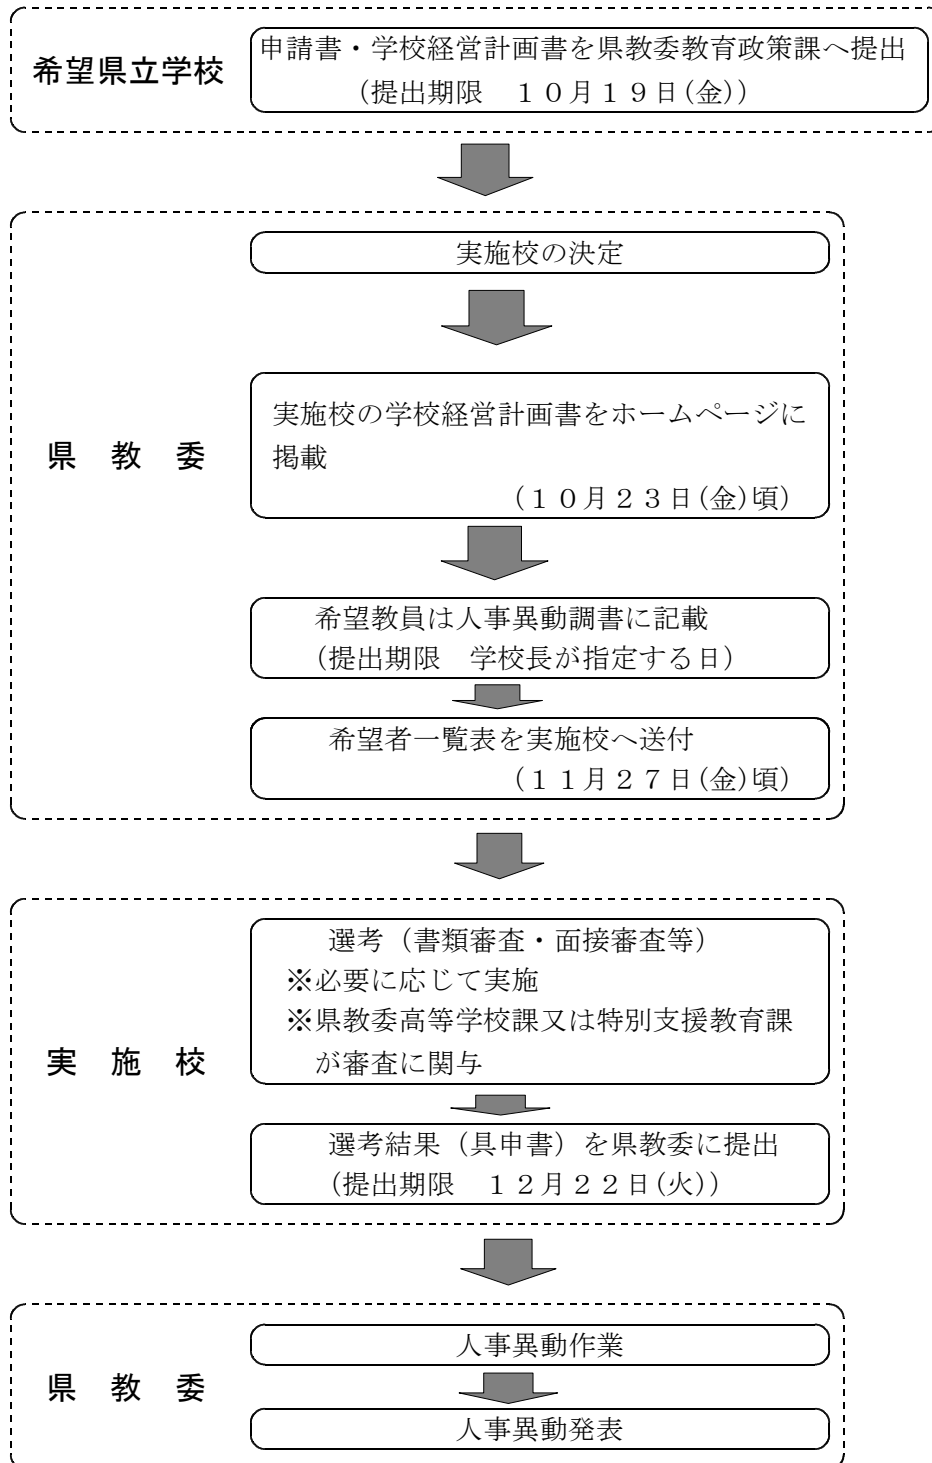 希望県立学校
申請書・学校経営計画書を県教委教育政策課へ提出
(提出期限　１０月１９日(金))
県　教　委
実施校の決定
実施校の学校経営計画書をホームページに
掲載
(１０月２３日(金)頃)
希望教員は人事異動調書に記載
(提出期限　学校長が指定する日)
希望者一覧表を実施校へ送付
(１１月２７日(金)頃)
実　施　校
選考（書類審査・面接審査等）
※必要に応じて実施
※県教委高等学校課又は特別支援教育課
が審査に関与
選考結果（具申書）を県教委に提出
(提出期限　１２月２２日(火))
県　教　委
人事異動作業
人事異動発表